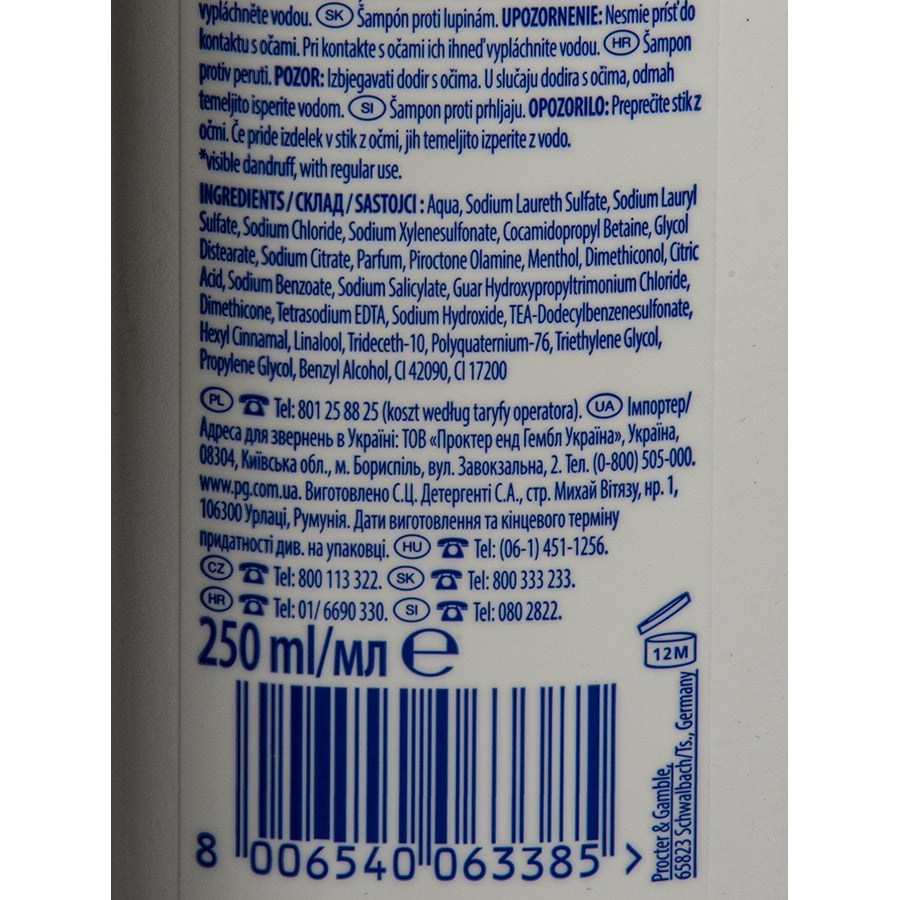 vypláchněte vodou. SK Šampón proti lupinám. UPOZORNENIE: Nesmie prísť do
kontaktu s očami. Pri kontakte s očami ich ihneď vypláchnite vodou. HR Šampon
protiv peruti. POZOR: Izbjegavati dodir s očima. U slučaju dodira s očima, odmah
temeljito isperite vodom. SI Šampon proti prhljaju. OPOZORILO: Preprečite stik z
očmi. Če pride izdelek v stik z očmi, jih temeljito izperite z vodo.
*visible dandruff, with regular use.
INGREDIENTS / СКЛАД / SASTOJCI : Aqua, Sodium Laureth Sulfate, Sodium Lauryl
Sulfate, Sodium Chloride, Sodium Xylenesulfonate, Cocamidopropyl Betaine, Glycol
Distearate, Sodium Citrate, Parfum, Piroctone Olamine, Menthol, Dimethiconol, Citric
Acid, Sodium Benzoate, Sodium Salicylate, Guar Hydroxypropyltrimonium Chloride,
Dimethicone, Tetrasodium EDTA, Sodium Hydroxide, TEA-Dodecylbenzenesulfonate,
Hexyl Cinnamal, Linalool, Trideceth-10, Polyquaternium-76, Triethylene Glycol,
Propylene Glycol, Benzyl Alcohol, CI 42090, CI 17200
PL ☎ Tel: 801 25 88 25 (koszt według taryfy operatora). UA Імпортер/
Адреса для звернень в Україні: ТОВ «Проктер енд Гембл Україна», Україна,
08304, Київська обл., м. Бориспіль, вул. Завокзальна, 2. Тел. (0-800) 505-000.
www.pg.com.ua. Виготовлено С.Ц. Детергенті С.А., стр. Михай Вітязу, нр. 1,
106300 Урлаці, Румунія. Дати виготовлення та кінцевого терміну
придатності див. на упаковці. HU ☎ Tel: (06-1) 451-1256.
CZ ☎ Tel: 800 113 322. SK ☎ Tel: 800 333 233.
HR ☎ Tel: 01/ 6690 330. SI ☎ Tel: 080 2822.
250 ml/мл ℮
12M
Procter & Gamble,
65823 Schwalbach/Ts., Germany
8 006540 063385 >